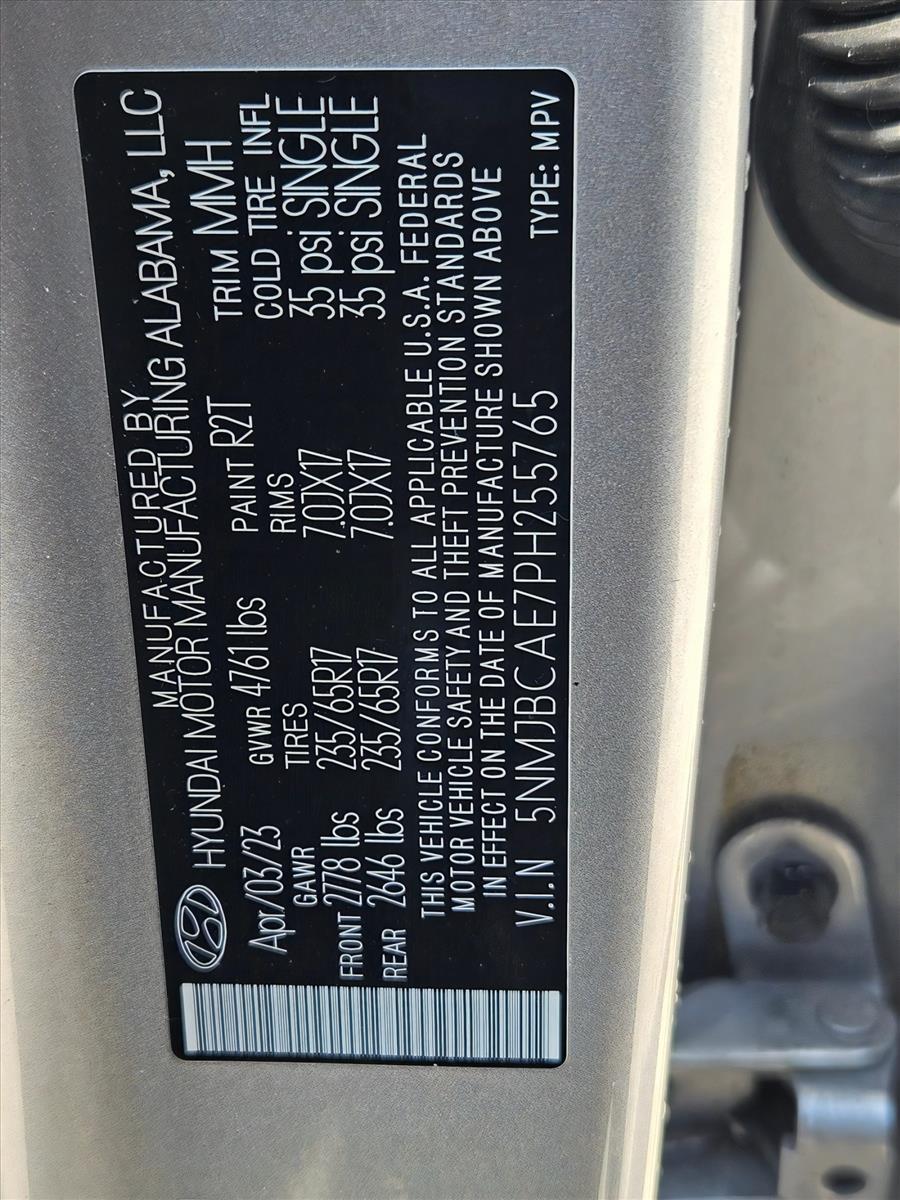 MANUFACTURED BY
HYUNDAI MOTOR MANUFACTURING ALABAMA, LLC
Apr/03/23 GVWR 4761 lbs PAINT R2T TRIM MMH
GAWR TIRES RIMS COLD TIRE INFL
FRONT 2778 lbs 235/65R17 7.0JX17 35 psi SINGLE
REAR 2646 lbs 235/65R17 7.0JX17 35 psi SINGLE
THIS VEHICLE CONFORMS TO ALL APPLICABLE U.S.A. FEDERAL
MOTOR VEHICLE SAFETY AND THEFT PREVENTION STANDARDS
IN EFFECT ON THE DATE OF MANUFACTURE SHOWN ABOVE
V.I.N 5NMJBCAE7PH255765 TYPE: MPV